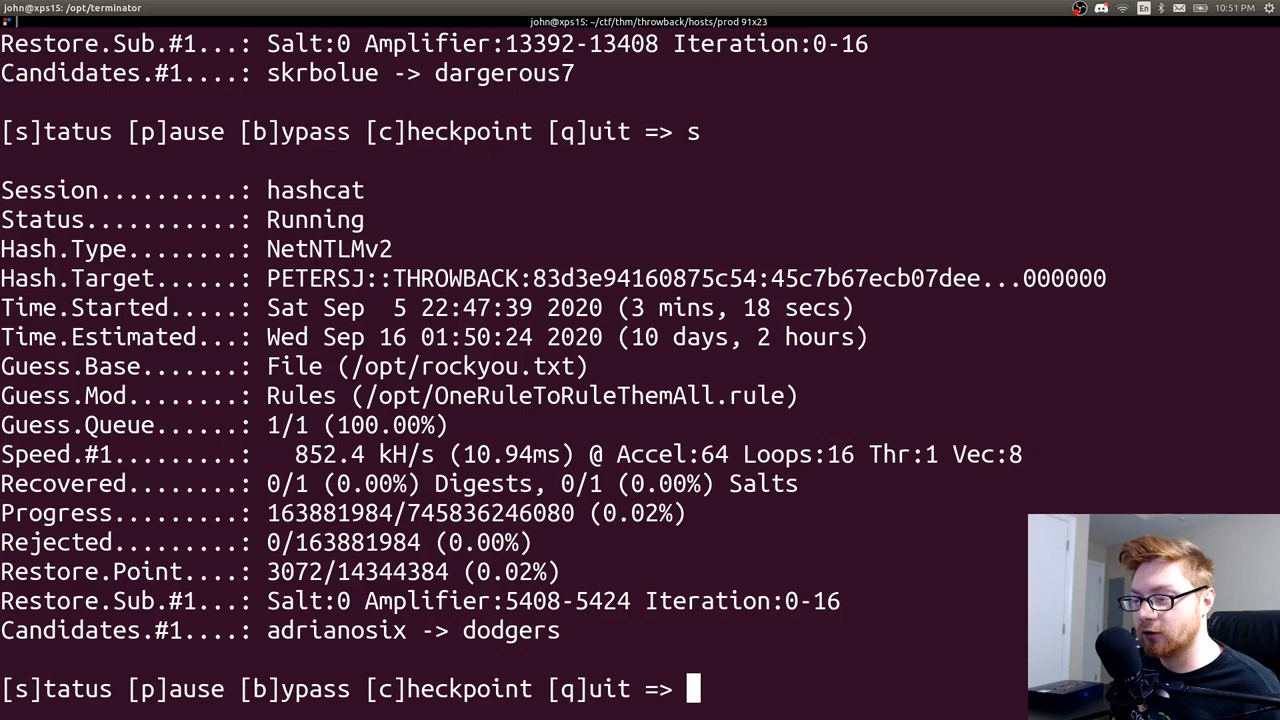 john@xps15: /opt/terminator
En
10:51 PM
john@xps15: ~/ctf/thm/throwback/hosts/prod 91x23
Restore.Sub.#1...: Salt:0 Amplifier:13392-13408 Iteration:0-16
Candidates.#1....: skrbolue -> dargerous7
[s]tatus [p]ause [b]ypass [c]heckpoint [q]uit => s
Session..........: hashcat
Status...........: Running
Hash.Type........: NetNTLMv2
Hash.Target......: PETERSJ::THROWBACK:83d3e94160875c54:45c7b67ecb07dee...000000
Time.Started.....: Sat Sep  5 22:47:39 2020 (3 mins, 18 secs)
Time.Estimated...: Wed Sep 16 01:50:24 2020 (10 days, 2 hours)
Guess.Base.......: File (/opt/rockyou.txt)
Guess.Mod........: Rules (/opt/OneRuleToRuleThemAll.rule)
Guess.Queue......: 1/1 (100.00%)
Speed.#1.........:   852.4 kH/s (10.94ms) @ Accel:64 Loops:16 Thr:1 Vec:8
Recovered........: 0/1 (0.00%) Digests, 0/1 (0.00%) Salts
Progress.........: 163881984/745836246080 (0.02%)
Rejected.........: 0/163881984 (0.00%)
Restore.Point....: 3072/14344384 (0.02%)
Restore.Sub.#1...: Salt:0 Amplifier:5408-5424 Iteration:0-16
Candidates.#1....: adrianosix -> dodgers
[s]tatus [p]ause [b]ypass [c]heckpoint [q]uit =>